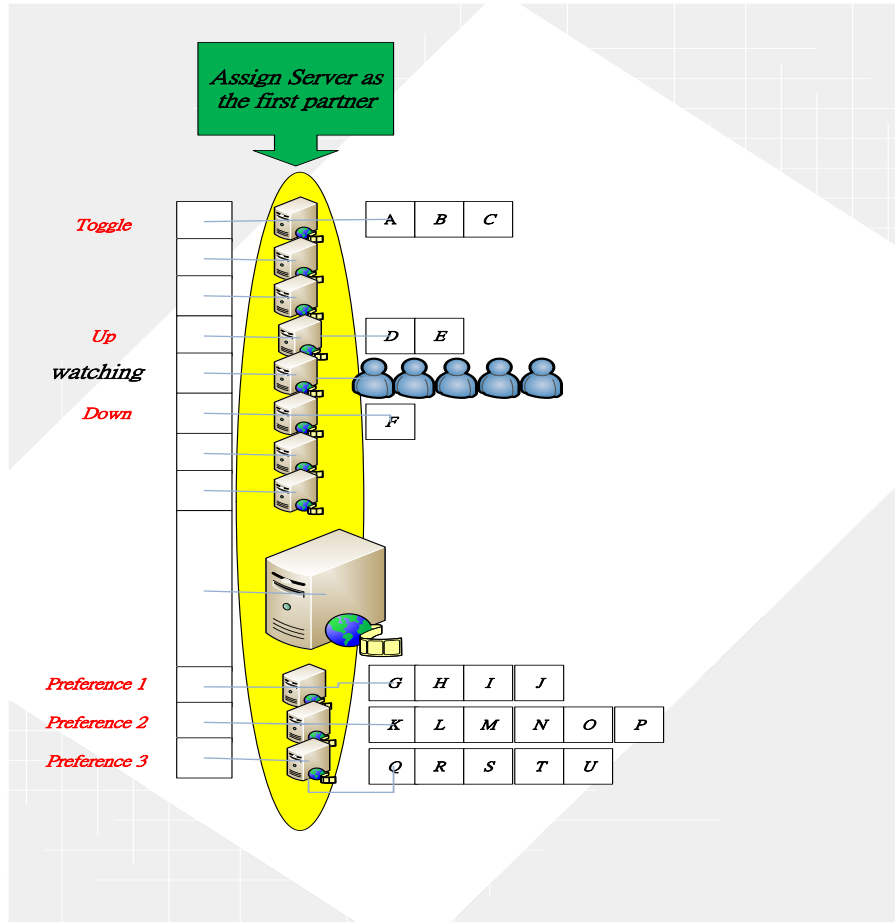 Assign Server as
the first partner
Toggle
A B C
Up
D E
watching
Down
F
Preference 1
G H I J
Preference 2
K L M N O P
Preference 3
Q R S T U